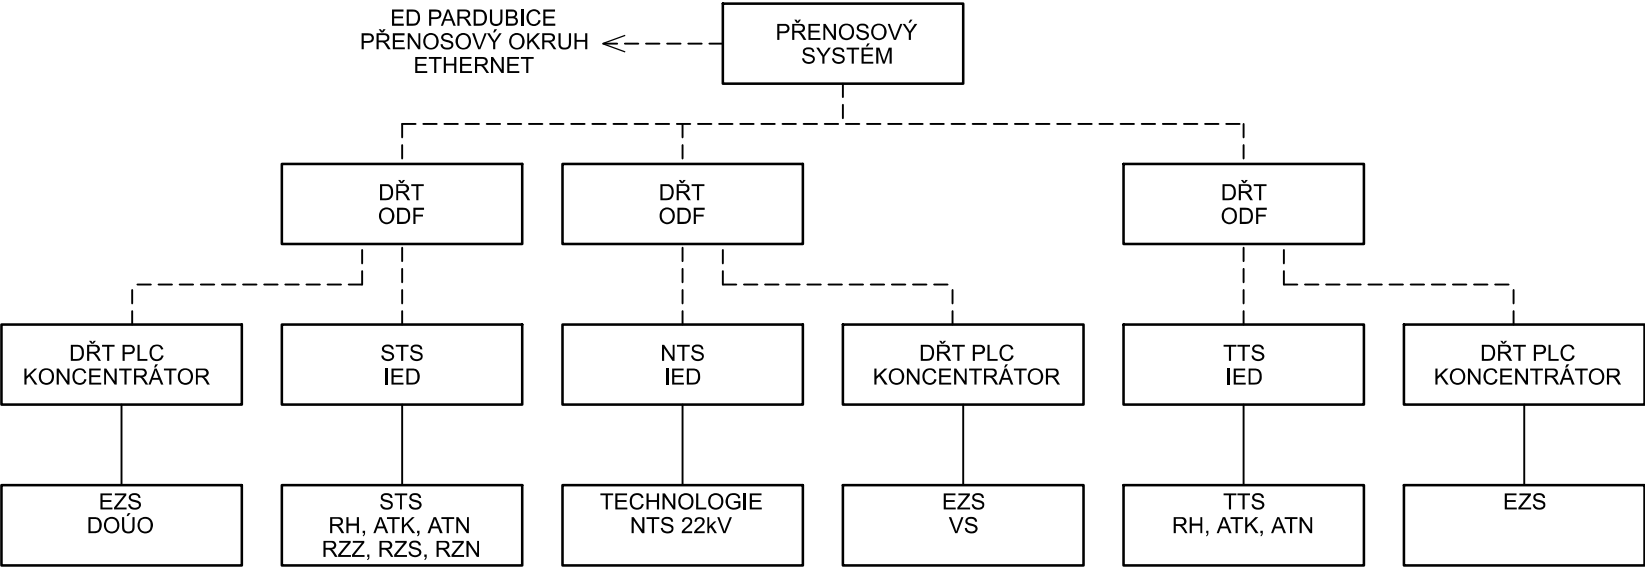 ED PARDUBICE
PŘENOSOVÝ OKRUH
ETHERNET
PŘENOSOVÝ
SYSTÉM
DŘT
ODF
DŘT
ODF
DŘT
ODF
DŘT PLC
KONCENTRÁTOR
STS
IED
NTS
IED
DŘT PLC
KONCENTRÁTOR
TTS
IED
DŘT PLC
KONCENTRÁTOR
EZS
DOÚO
STS
RH, ATK, ATN
RZZ, RZS, RZN
TECHNOLOGIE
NTS 22kV
EZS
VS
TTS
RH, ATK, ATN
EZS